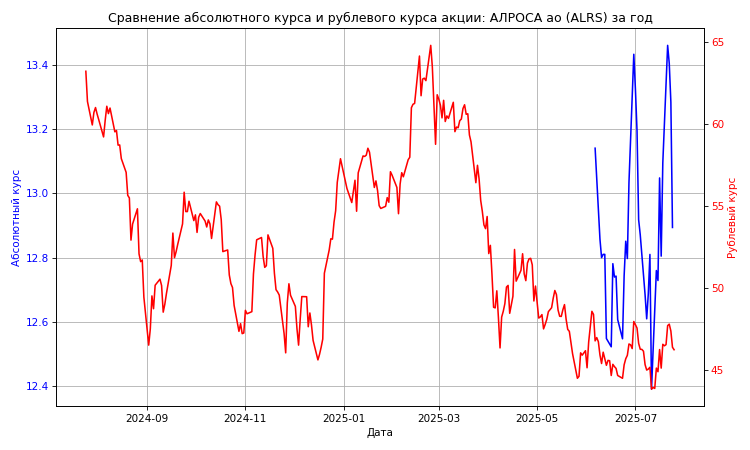 Сравнение абсолютного курса и рублевого курса акции: АЛРОСА ао (ALRS) за год
Абсолютный курс
13.4
13.2
13.0
12.8
12.6
12.4
65
60
55
50
45
Рублевый курс
2024-09 2024-11 2025-01 2025-03 2025-05 2025-07
Дата